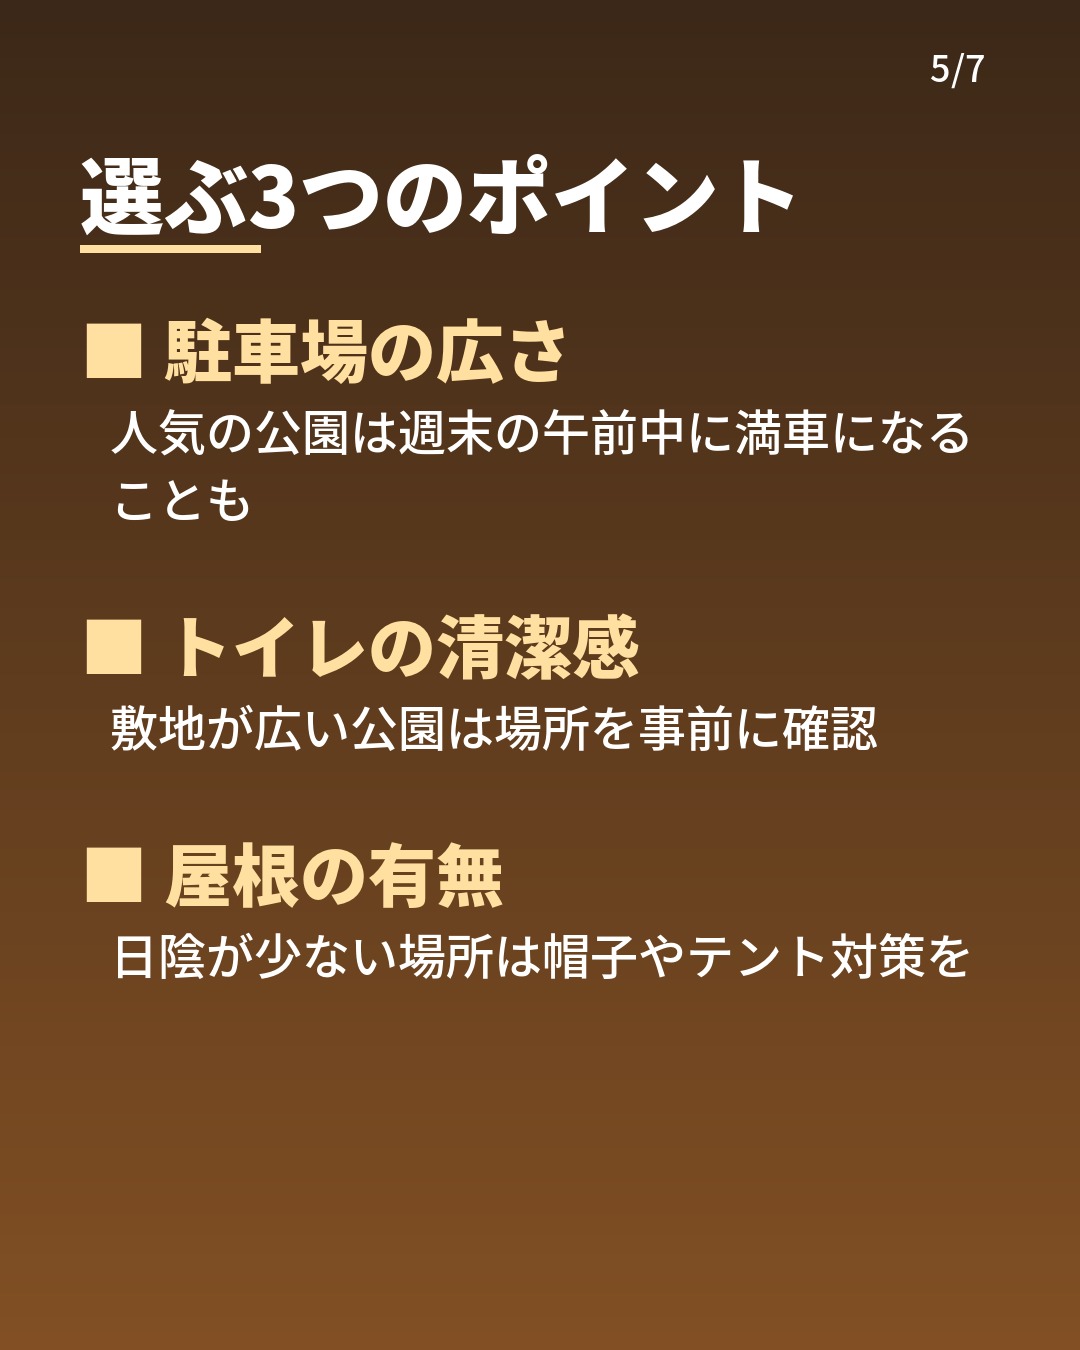 5/7
選ぶ3つのポイント
■ 駐車場の広さ
人気の公園は週末の午前中に満車になる
ことも
■ トイレの清潔感
敷地が広い公園は場所を事前に確認
■ 屋根の有無
日陰が少ない場所は帽子やテント対策を